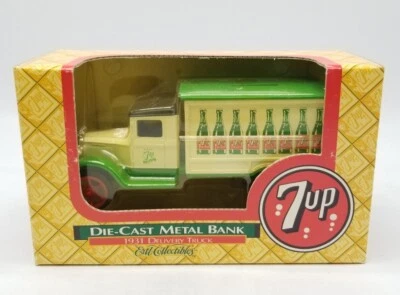 7up
DIE-CAST METAL BANK
1931 DELIVERY TRUCK
Ertl Collectibles